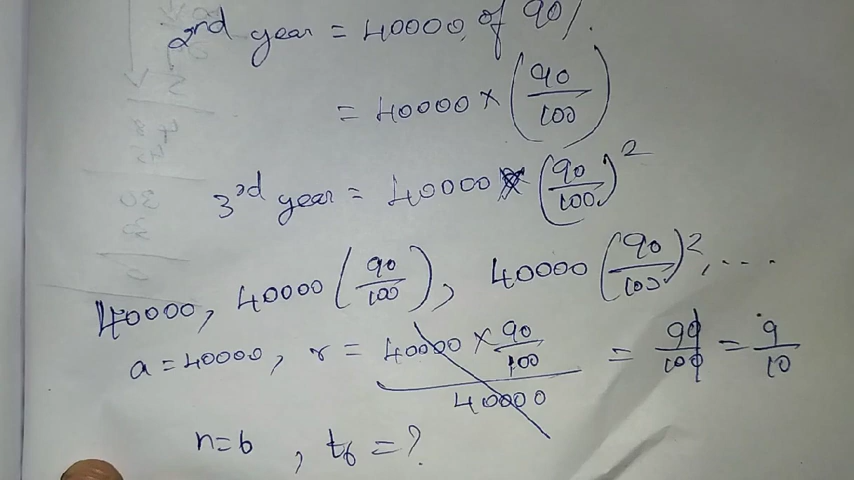 2nd year = 40000, of 90%.
= 40000 × (90/100)
3rd year = 40000 × (90/100)²
40000, 40000 (90/100), 40000 (90/100)², ....
a = 40000, r = (40000 × 90/100)/40000 = 90/100 = 9/10
n=6, t₆ = ?